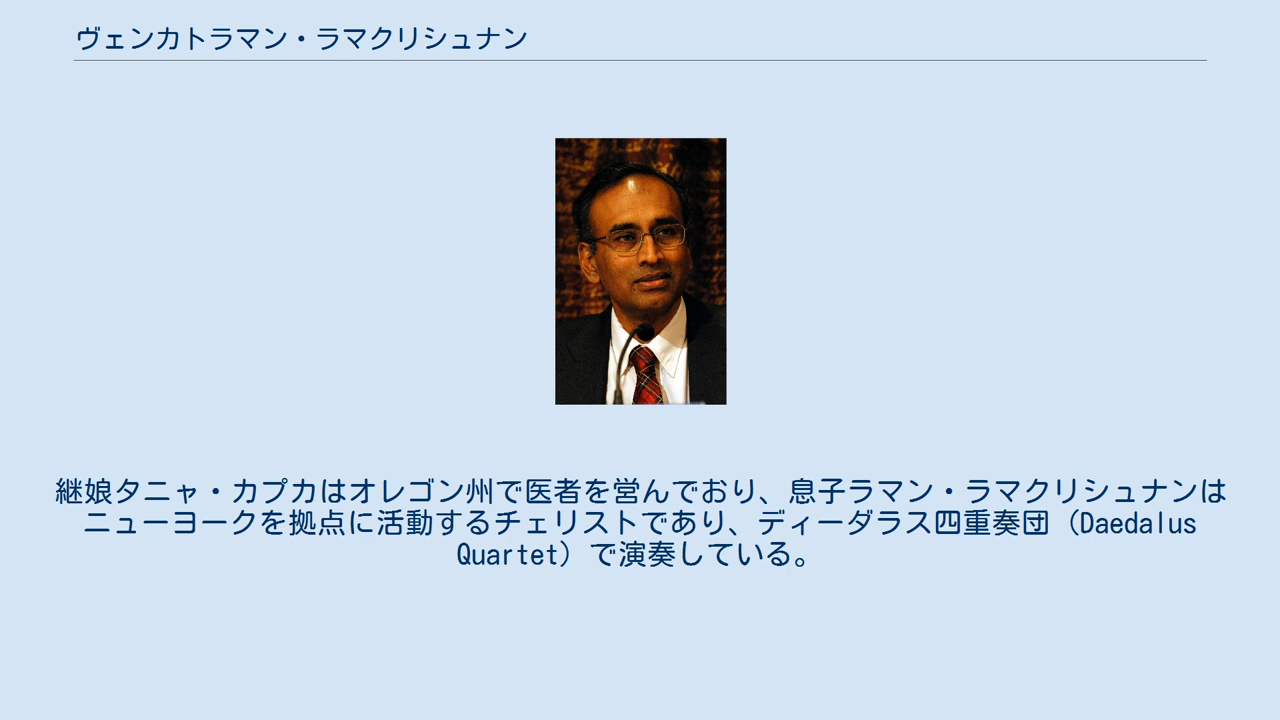 ヴェンカトラマン・ラマクリシュナン
継娘タニャ・カプカはオレゴン州で医者を営んでおり、息子ラマン・ラマクリシュナンは
ニューヨークを拠点に活動するチェリストであり、ディーダラス四重奏団（Daedalus
Quartet）で演奏している。